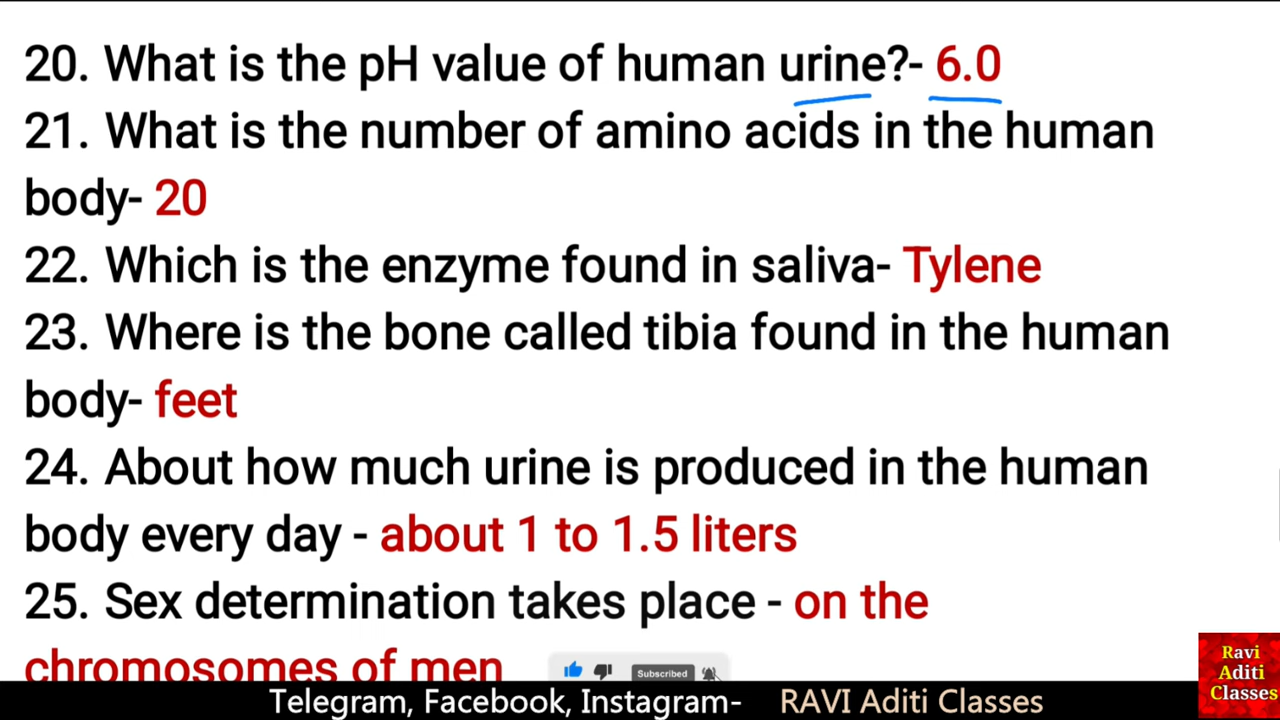 20. What is the pH value of human urine?- 6.0
21. What is the number of amino acids in the human
body- 20
22. Which is the enzyme found in saliva- Tylene
23. Where is the bone called tibia found in the human
body- feet
24. About how much urine is produced in the human
body every day - about 1 to 1.5 liters
25. Sex determination takes place - on the
chromosomes of men
Subscribed
Telegram, Facebook, Instagram- RAVI Aditi Classes
Ravi
Aditi
Classes